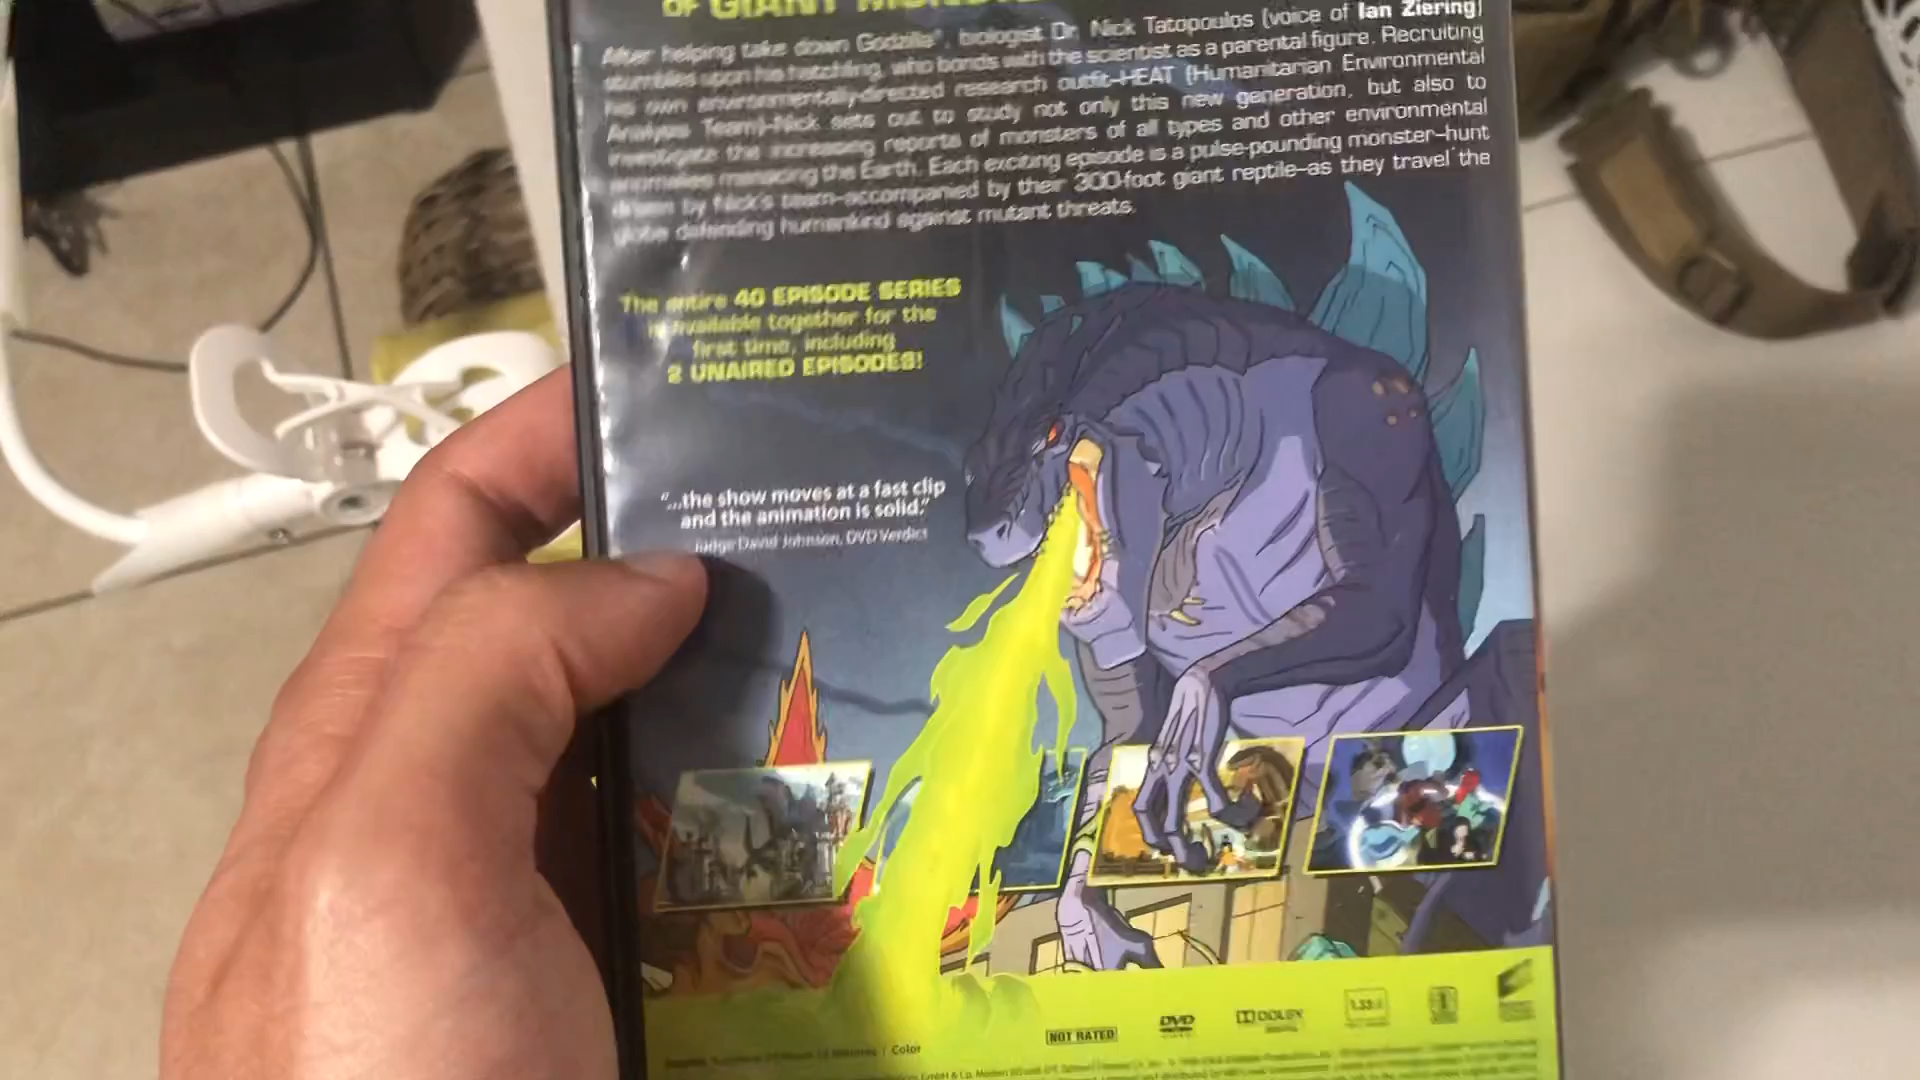 OF GIANT
After helping take down Godzilla®, biologist Dr. Nick Tatopoulos (voice of Ian Ziering)
stumbles upon his hatchling, who bonds with the scientist as a parental figure. Recruiting
his own environmentally-directed research outfit–HEAT (Humanitarian Environmental
Analysis Team)–Nick sets out to study not only this new generation, but also to
investigate the increasing reports of monsters of all types and other environmental
anomalies menacing the Earth. Each exciting episode is a pulse-pounding monster-hunt
driven by Nick's team–accompanied by their 300-foot giant reptile–as they travel the
globe defending humankind against mutant threats.
The entire 40 EPISODE SERIES
is available together for the
first time, including
2 UNAIRED EPISODES!
"...the show moves at a fast clip
and the animation is solid."
Judge David Johnson, DVD Verdict
NOT RATED
DVD
DOLBY
1.33:1
Color